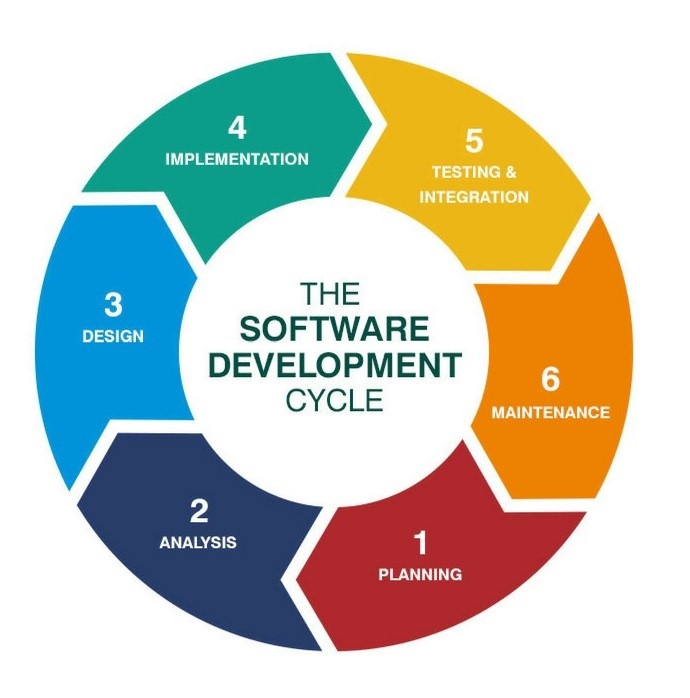 THE
SOFTWARE
DEVELOPMENT
CYCLE
1
PLANNING
2
ANALYSIS
3
DESIGN
4
IMPLEMENTATION
5
TESTING &
INTEGRATION
6
MAINTENANCE